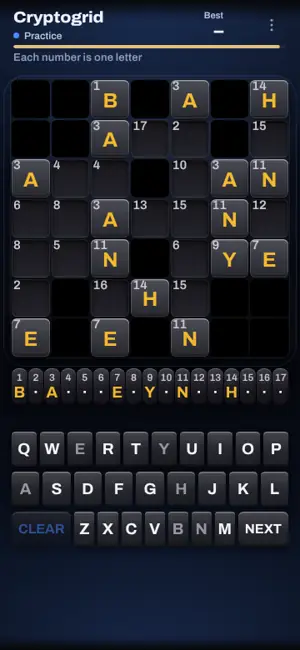 Cryptogrid
Best
Practice
–
Each number is one letter
1 B 3 A 14 H
3 A 17 2 15
3 A 4 4 10 3 A 11 N
6 8 3 A 13 15 11 N 12
8 5 11 N 6 9 Y 7 E
2 16 14 H 15
7 E 7 E 11 N
1 2 3 4 5 6 7 8 9 10 11 12 13 14 15 16 17
B · A · · · E · Y · N · · H · · ·
Q W E R T Y U I O P
A S D F G H J K L
CLEAR Z X C V B N M NEXT